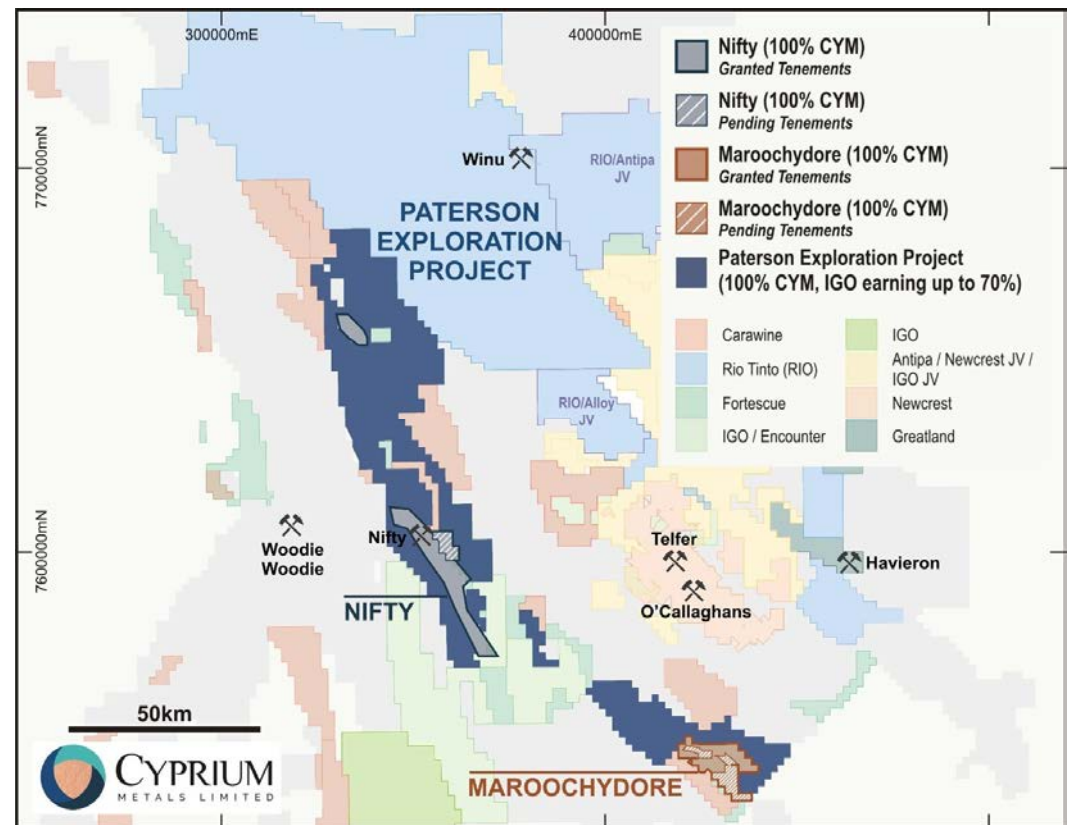 300000mE
400000mE
7700000mN
7600000mN
Nifty (100% CYM)
Granted Tenements
Nifty (100% CYM)
Pending Tenements
Maroochydore (100% CYM)
Granted Tenements
Maroochydore (100% CYM)
Pending Tenements
Paterson Exploration Project
(100% CYM, IGO earning up to 70%)
Carawine
IGO
Rio Tinto (RIO)
Antipa / Newcrest JV /
IGO JV
Fortescue
Newcrest
IGO / Encounter
Greatland
Winu
RIO/Antipa
JV
PATERSON
EXPLORATION
PROJECT
RIO/Alloy
JV
Nifty
Woodie
Woodie
Telfer
Havieron
O'Callaghans
NIFTY
50km
MAROOCHYDORE
CYPRIUM
METALS LIMITED